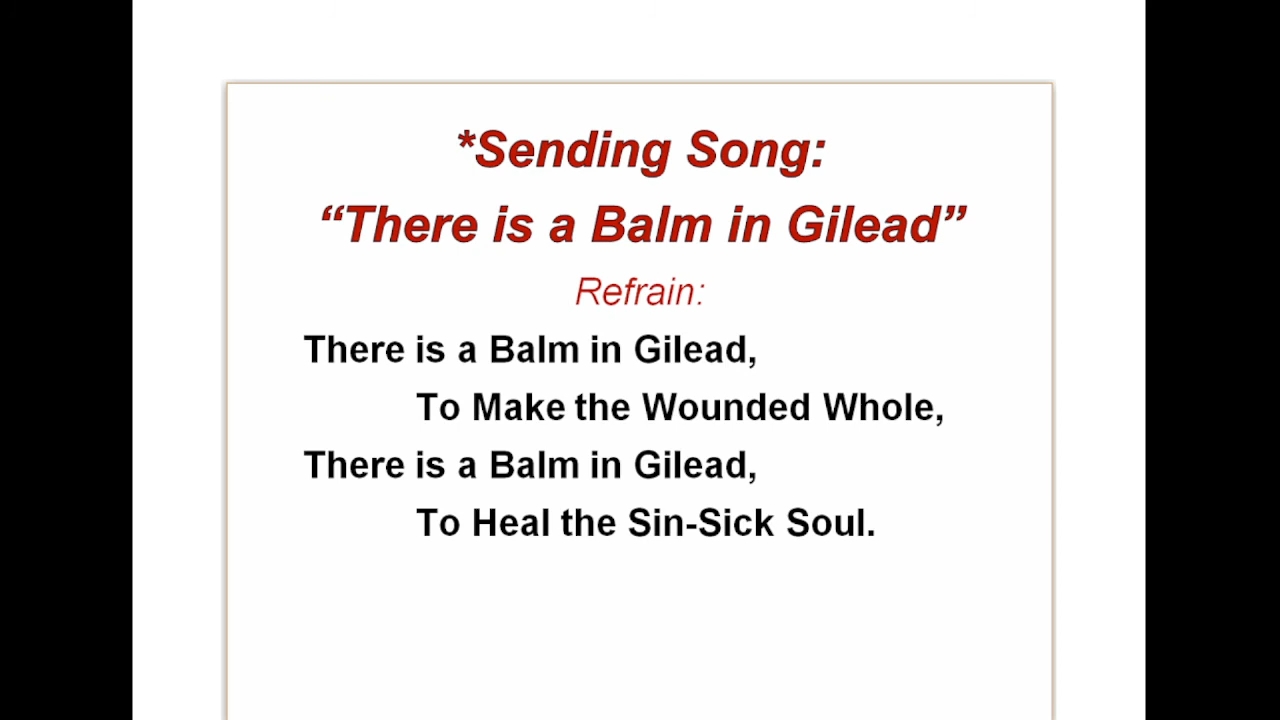 *Sending Song:
“There is a Balm in Gilead”
Refrain:
There is a Balm in Gilead,
To Make the Wounded Whole,
There is a Balm in Gilead,
To Heal the Sin-Sick Soul.